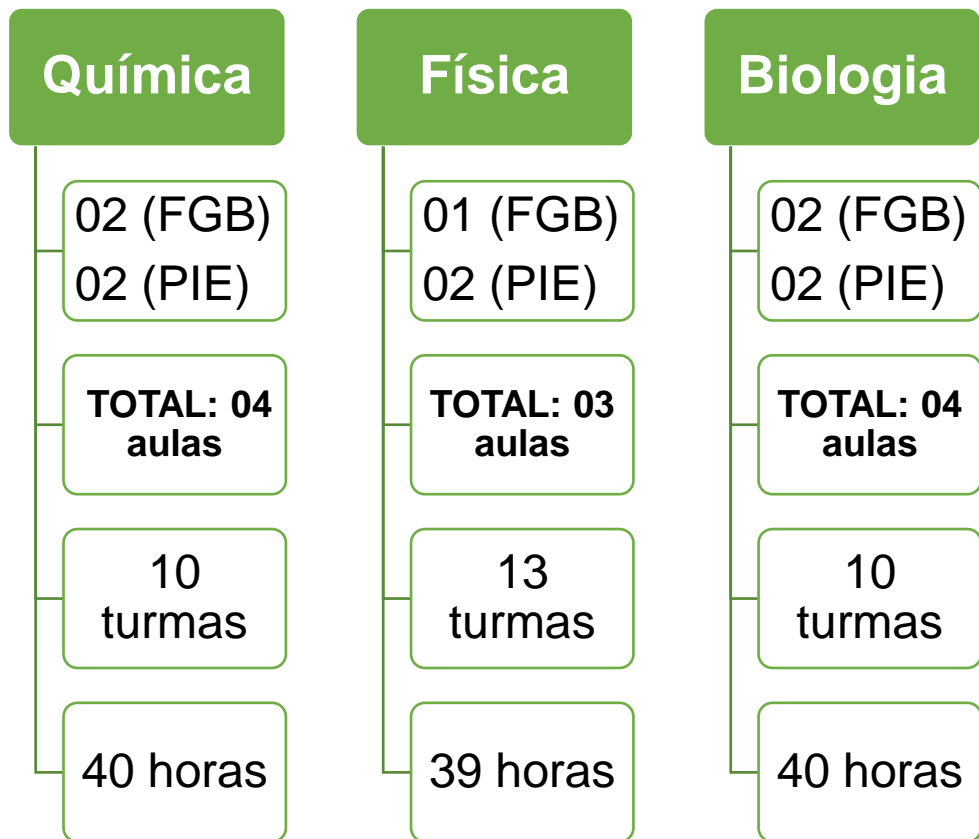 Química
02 (FGB)
02 (PIE)
TOTAL: 04
aulas
10
turmas
40 horas
Física
01 (FGB)
02 (PIE)
TOTAL: 03
aulas
13
turmas
39 horas
Biologia
02 (FGB)
02 (PIE)
TOTAL: 04
aulas
10
turmas
40 horas